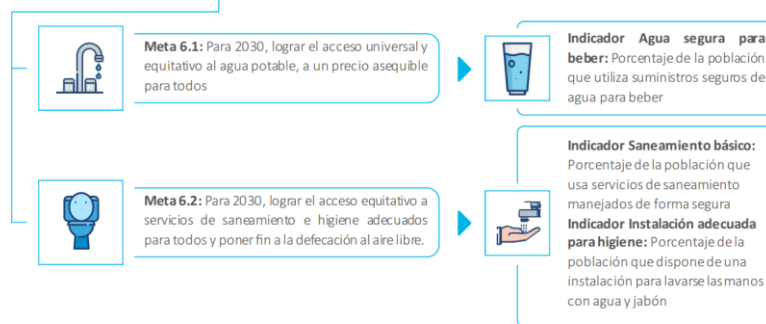 Meta 6.1: Para 2030, lograr el acceso universal y
equitativo al agua potable, a un precio asequible
para todos
Indicador Agua segura para
beber: Porcentaje de la población
que utiliza suministros seguros de
agua para beber
Meta 6.2: Para 2030, lograr el acceso equitativo a
servicios de saneamiento e higiene adecuados
para todos y poner fin a la defecación al aire libre.
Indicador Saneamiento básico:
Porcentaje de la población que
usa servicios de saneamiento
manejados de forma segura
Indicador Instalación adecuada
para higiene: Porcentaje de la
población que dispone de una
instalación para lavarse las manos
con agua y jabón